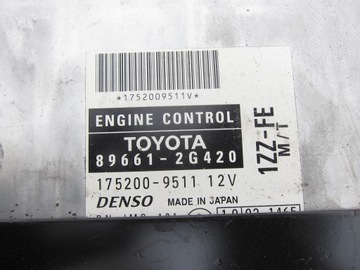 *1752009511V*
ENGINE CONTROL
TOYOTA
89661-2G420
175200-9511 12V
DENSO MADE IN JAPAN
1ZZ-FE
M/T